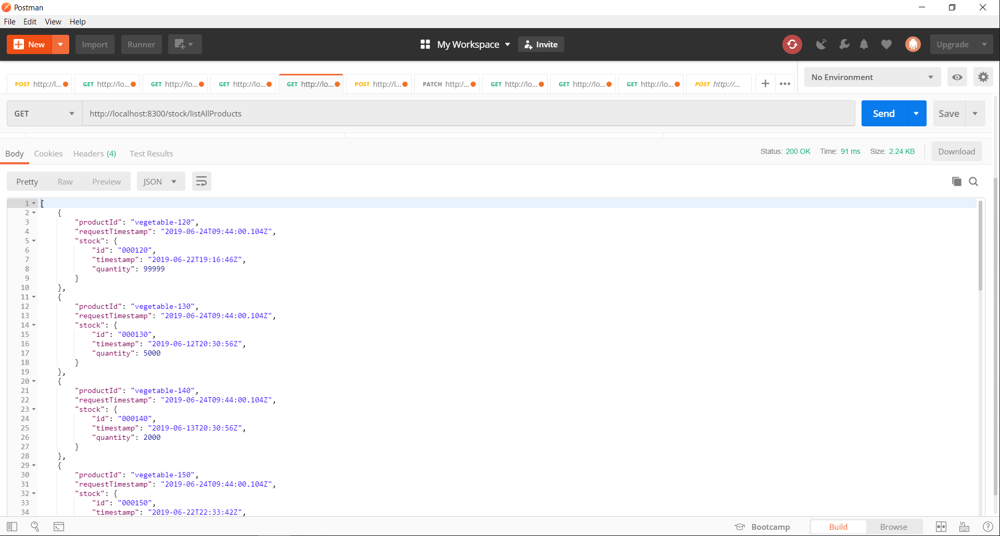 Postman
File Edit View Help
New Import Runner My Workspace Invite Upgrade
POST http://l... GET http://lo... GET http://lo... GET http://lo... GET http://lo... POST http://l... PATCH http:/... GET http://lo... GET http://lo... GET http://lo... POST http://... No Environment
GET http://localhost:8300/stock/listAllProducts Send Save
Body Cookies Headers (4) Test Results Status: 200 OK Time: 91 ms Size: 2.24 KB Download
Pretty Raw Preview JSON
1 [
2 {
3 "productId": "vegetable-120",
4 "requestTimestamp": "2019-06-24T09:44:00.104Z",
5 "stock": {
6 "id": "000120",
7 "timestamp": "2019-06-22T19:16:46Z",
8 "quantity": 99999
9 }
10 },
11 {
12 "productId": "vegetable-130",
13 "requestTimestamp": "2019-06-24T09:44:00.104Z",
14 "stock": {
15 "id": "000130",
16 "timestamp": "2019-06-12T20:30:56Z",
17 "quantity": 5000
18 }
19 },
20 {
21 "productId": "vegetable-140",
22 "requestTimestamp": "2019-06-24T09:44:00.104Z",
23 "stock": {
24 "id": "000140",
25 "timestamp": "2019-06-13T20:30:56Z",
26 "quantity": 2000
27 }
28 },
29 {
30 "productId": "vegetable-150",
31 "requestTimestamp": "2019-06-24T09:44:00.104Z",
32 "stock": {
33 "id": "000150",
34 "timestamp": "2019-06-22T22:33:42Z",
Bootcamp Build Browse